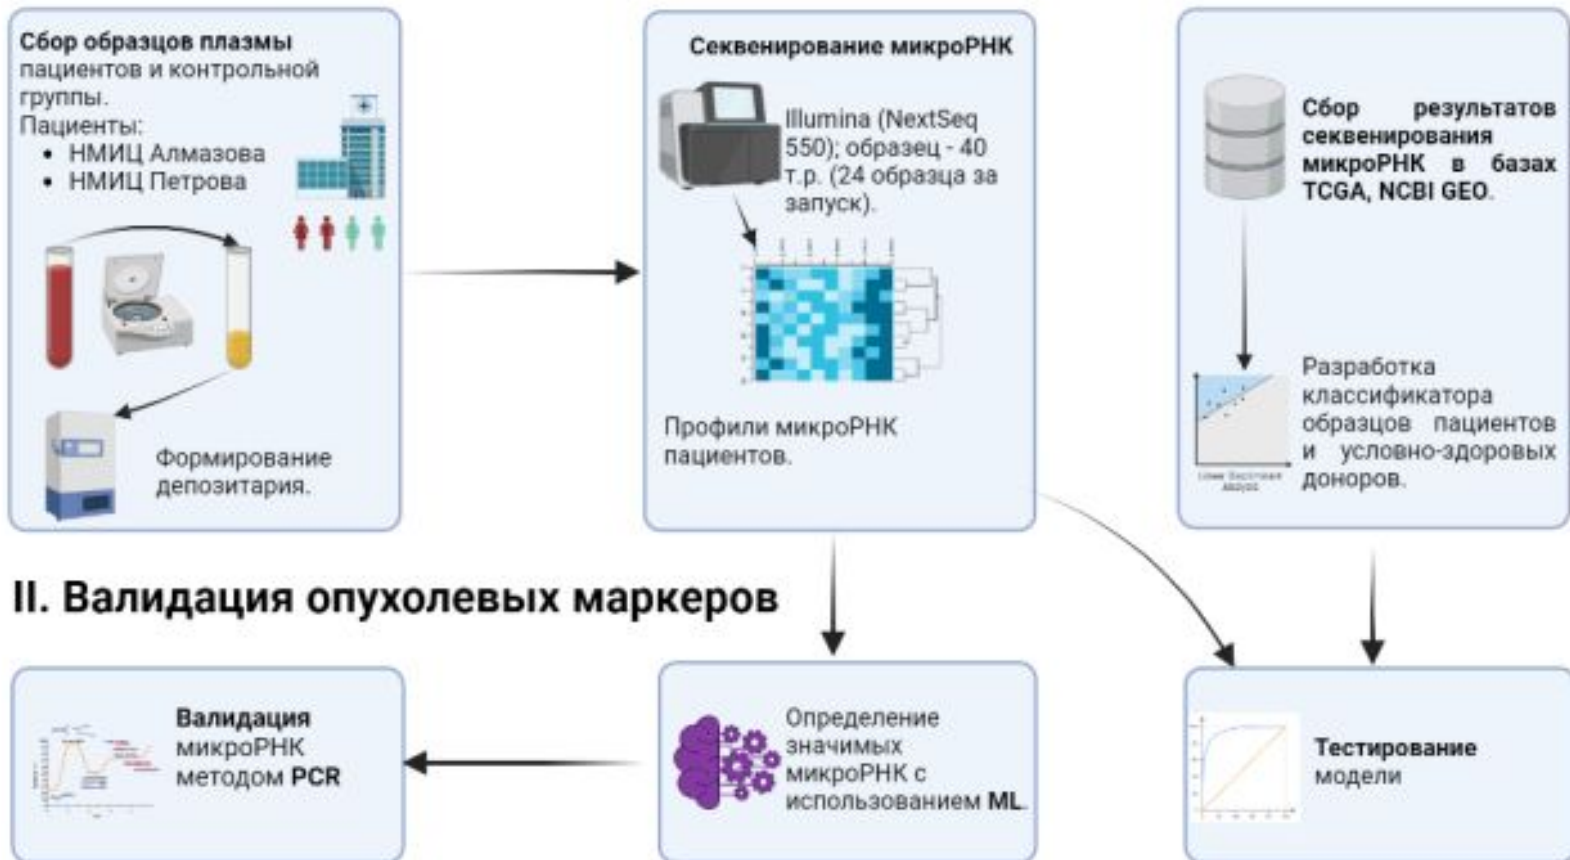 Сбор образцов плазмы
пациентов и контрольной
группы.
Пациенты:
• НМИЦ Алмазова
• НМИЦ Петрова
Формирование
депозитария.
Секвенирование микроРНК
Illumina (NextSeq
550); образец - 40
т.р. (24 образца за
запуск).
Профили микроРНК
пациентов.
Сбор результатов
секвенирования
микроРНК в базах
TCGA, NCBI GEO.
Разработка
классификатора
образцов пациентов
и условно-здоровых
доноров.
II. Валидация опухолевых маркеров
Валидация
микроРНК
методом PCR
Определение
значимых
микроРНК с
использованием ML.
Тестирование
модели